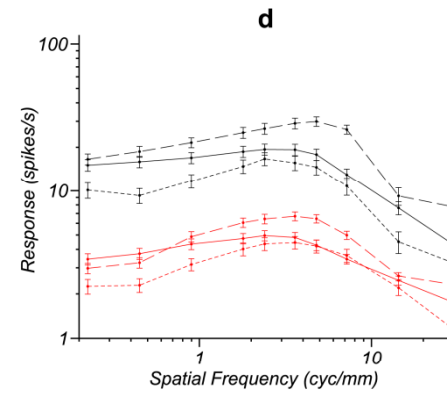 d
100
10
1
Response (spikes/s)
1
10
Spatial Frequency (cyc/mm)